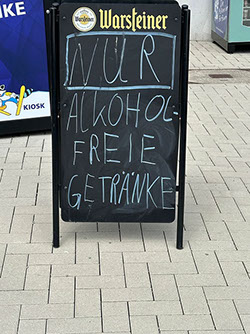 Warsteiner
NUR
ALKOHOL-
FREIE
GETRÄNKE
KIOSK